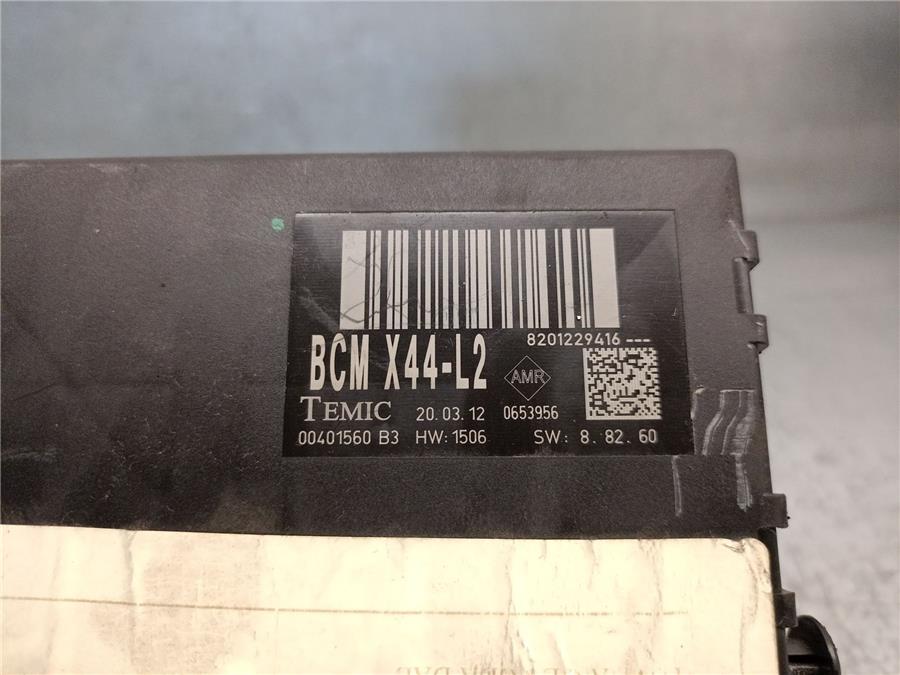 8201229416 ---
BCM X44-L2
AMR
TEMIC 20.03.12 0653956
00401560 B3 HW:1506 SW: 8.82.60